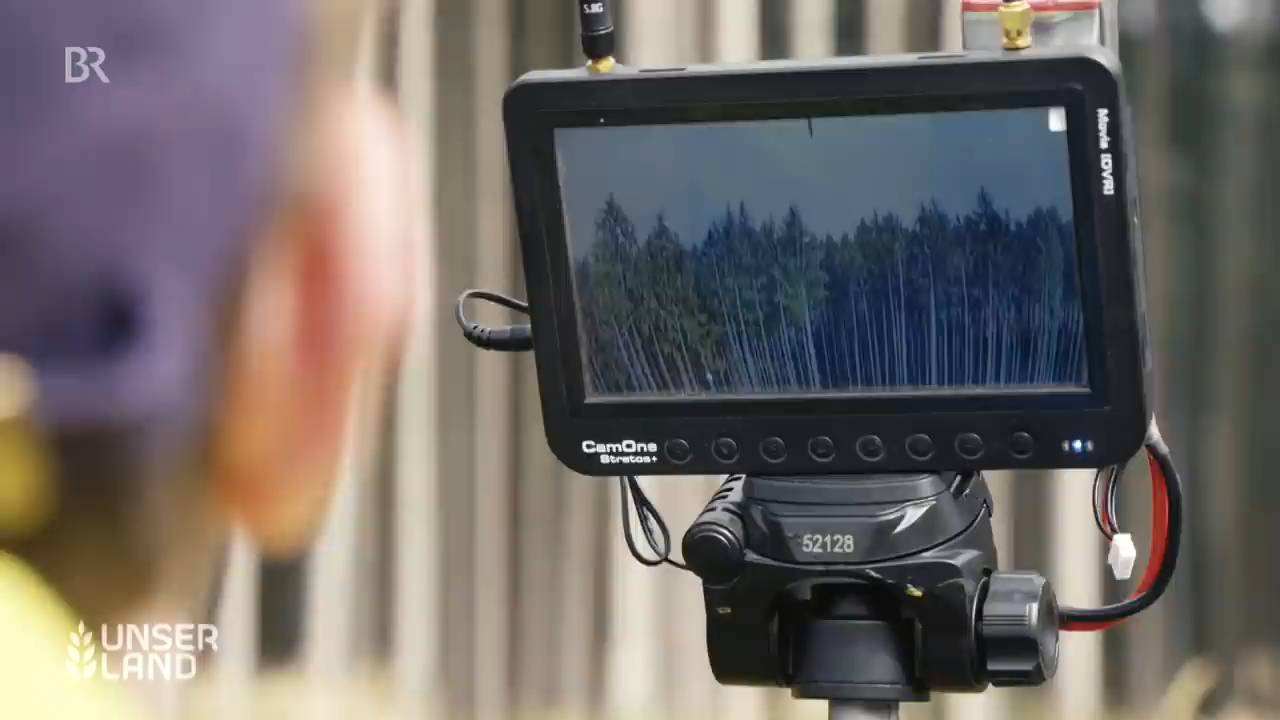 5.8G
BR
Movie [DVR]
CamOne
Stratos+
52128
UNSER
LAND